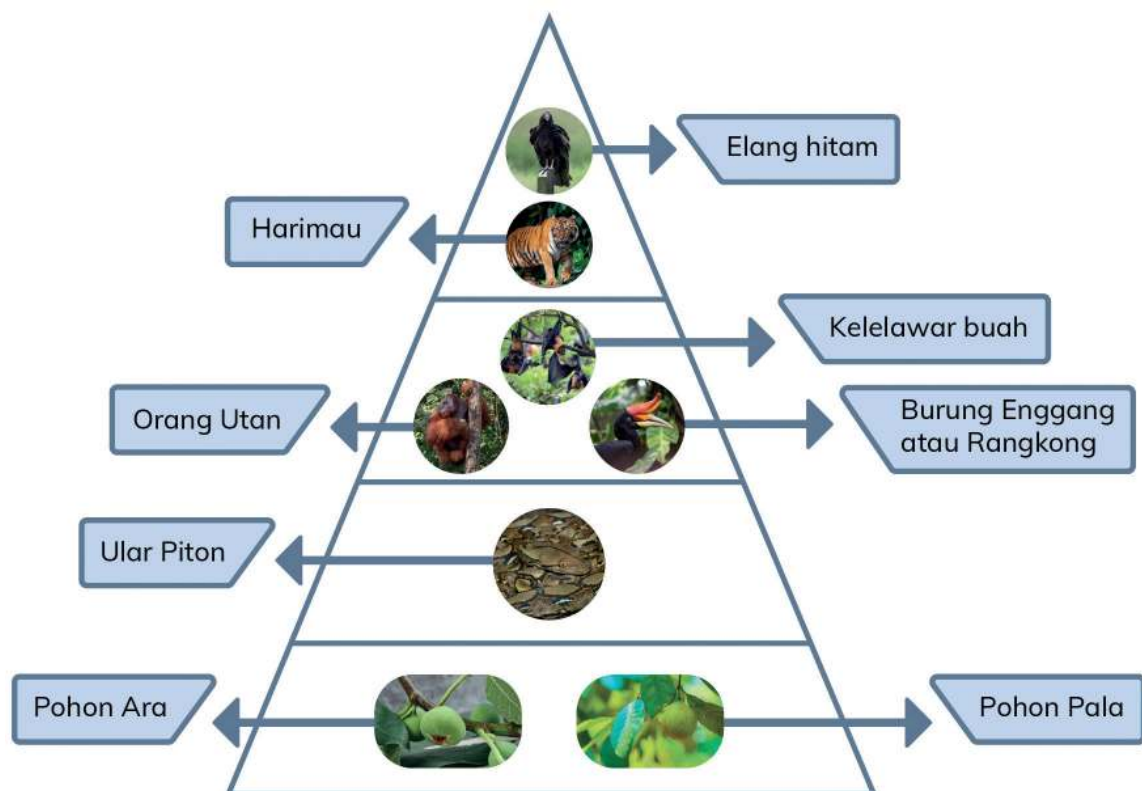 Elang hitam
Harimau
Kelelawar buah
Orang Utan
Burung Enggang
atau Rangkong
Ular Piton
Pohon Ara
Pohon Pala